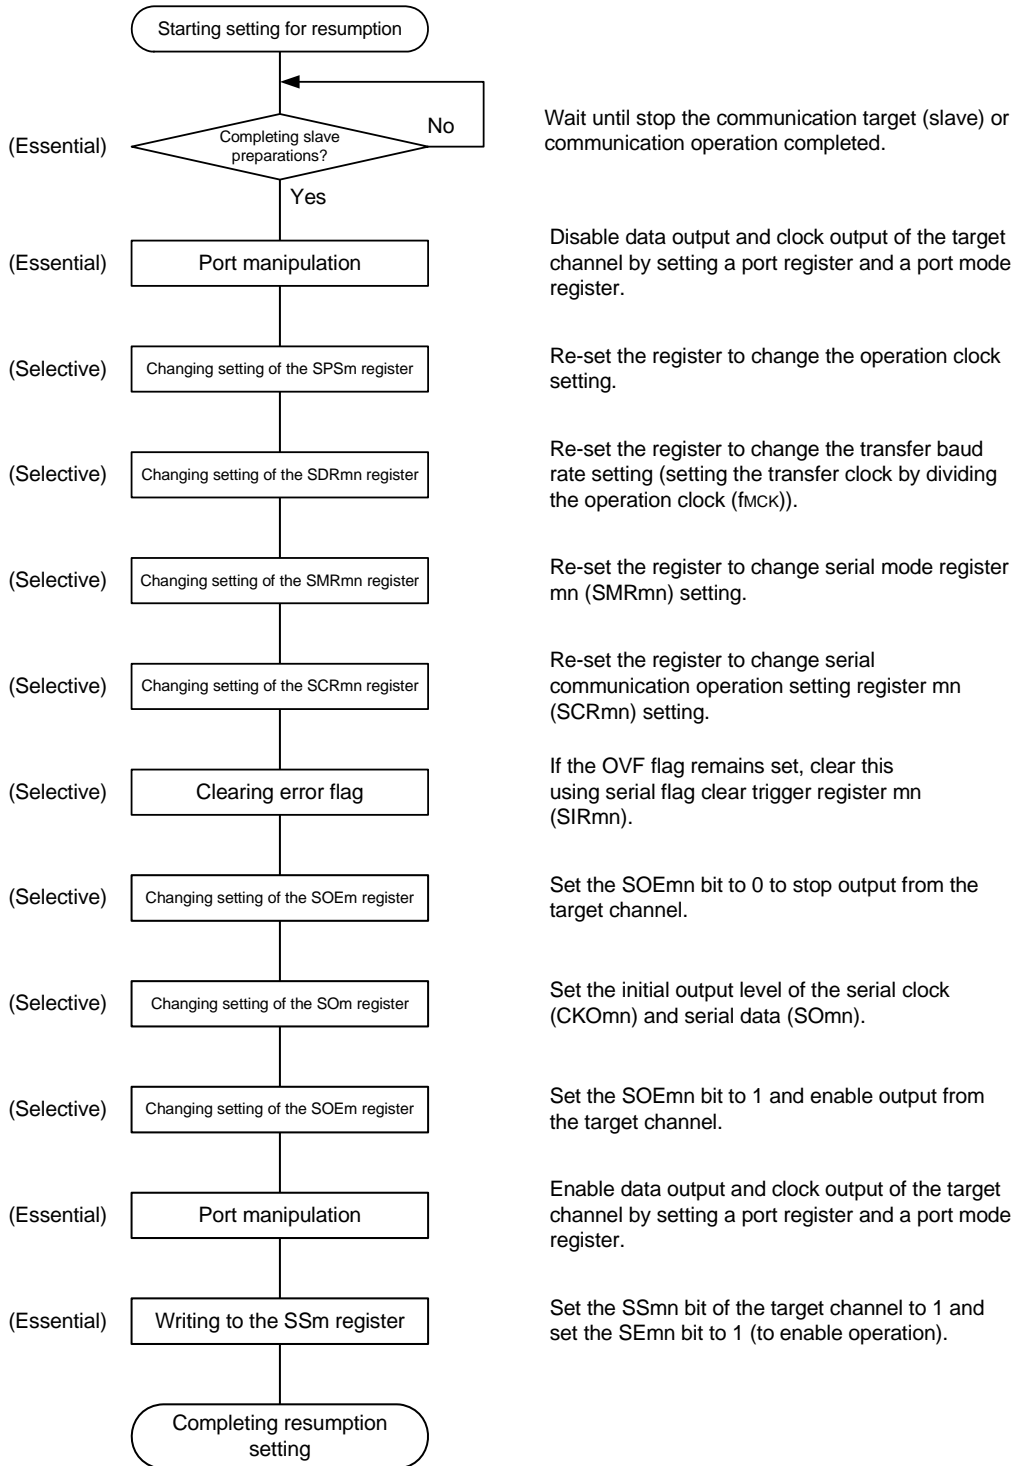 Starting setting for resumption
(Essential)
Completing slave
preparations?
No
Wait until stop the communication target (slave) or
communication operation completed.
Yes
(Essential)
Port manipulation
Disable data output and clock output of the target
channel by setting a port register and a port mode
register.
(Selective)
Changing setting of the SPSm register
Re-set the register to change the operation clock
setting.
(Selective)
Changing setting of the SDRmn register
Re-set the register to change the transfer baud
rate setting (setting the transfer clock by dividing
the operation clock (fMCK)).
(Selective)
Changing setting of the SMRmn register
Re-set the register to change serial mode register
mn (SMRmn) setting.
(Selective)
Changing setting of the SCRmn register
Re-set the register to change serial
communication operation setting register mn
(SCRmn) setting.
(Selective)
Clearing error flag
If the OVF flag remains set, clear this
using serial flag clear trigger register mn
(SIRmn).
(Selective)
Changing setting of the SOEm register
Set the SOEmn bit to 0 to stop output from the
target channel.
(Selective)
Changing setting of the SOm register
Set the initial output level of the serial clock
(CKOmn) and serial data (SOmn).
(Selective)
Changing setting of the SOEm register
Set the SOEmn bit to 1 and enable output from
the target channel.
(Essential)
Port manipulation
Enable data output and clock output of the target
channel by setting a port register and a port mode
register.
(Essential)
Writing to the SSm register
Set the SSmn bit of the target channel to 1 and
set the SEmn bit to 1 (to enable operation).
Completing resumption
setting